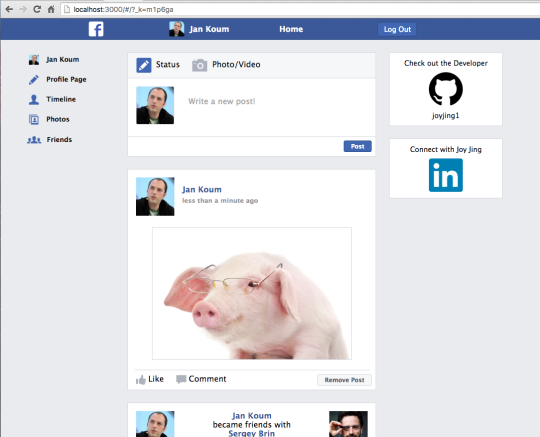 localhost:3000/#/?_k=m1p6ga
Jan Koum
Home
Log Out
Jan Koum
Profile Page
Timeline
Photos
Friends
Status
Photo/Video
Write a new post!
Post
Jan Koum
less than a minute ago
Like
Comment
Remove Post
Jan Koum
became friends with
Sergey Brin
Check out the Developer
joyjing1
Connect with Joy Jing
in